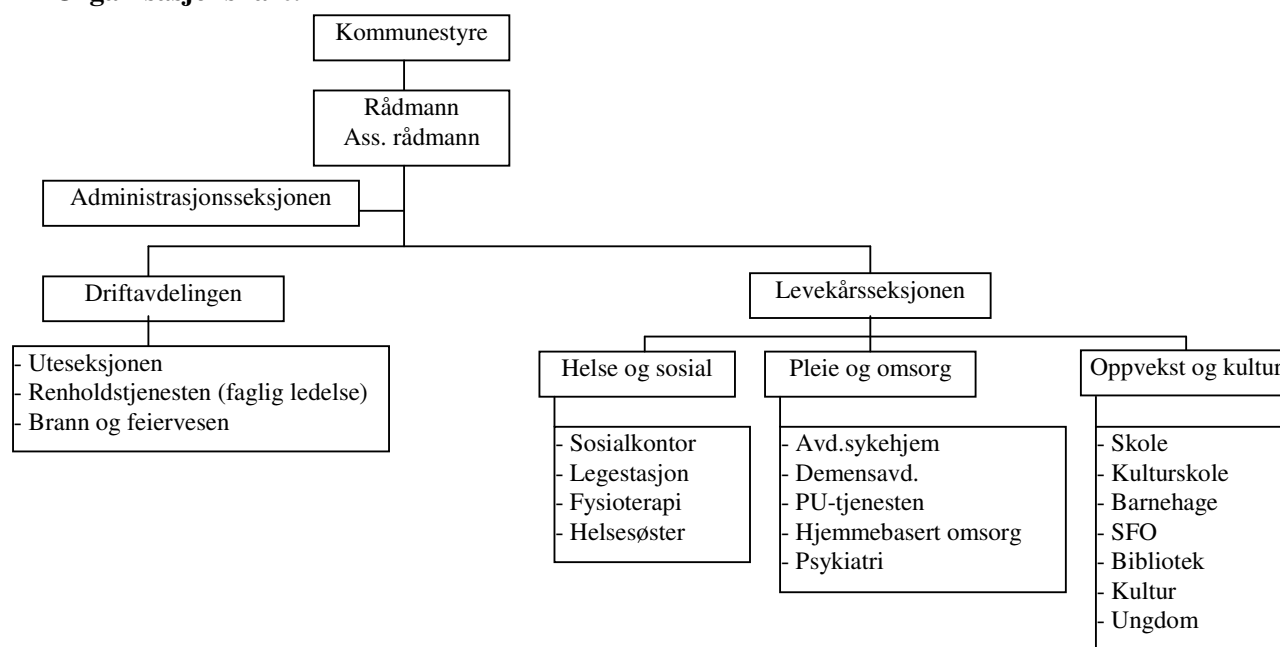 Kommunestyre
Rådmann
Ass. rådmann
Administrasjonsseksjonen
Driftavdelingen
Levekårsseksjonen
- Uteseksjonen
- Renholdstjenesten (faglig ledelse)
- Brann og feiervesen
Helse og sosial
Pleie og omsorg
Oppvekst og kultur
- Sosialkontor
- Legestasjon
- Fysioterapi
- Helsesøster
- Avd.sykehjem
- Demensavd.
- PU-tjenesten
- Hjemmebasert omsorg
- Psykiatri
- Skole
- Kulturskole
- Barnehage
- SFO
- Bibliotek
- Kultur
- Ungdom